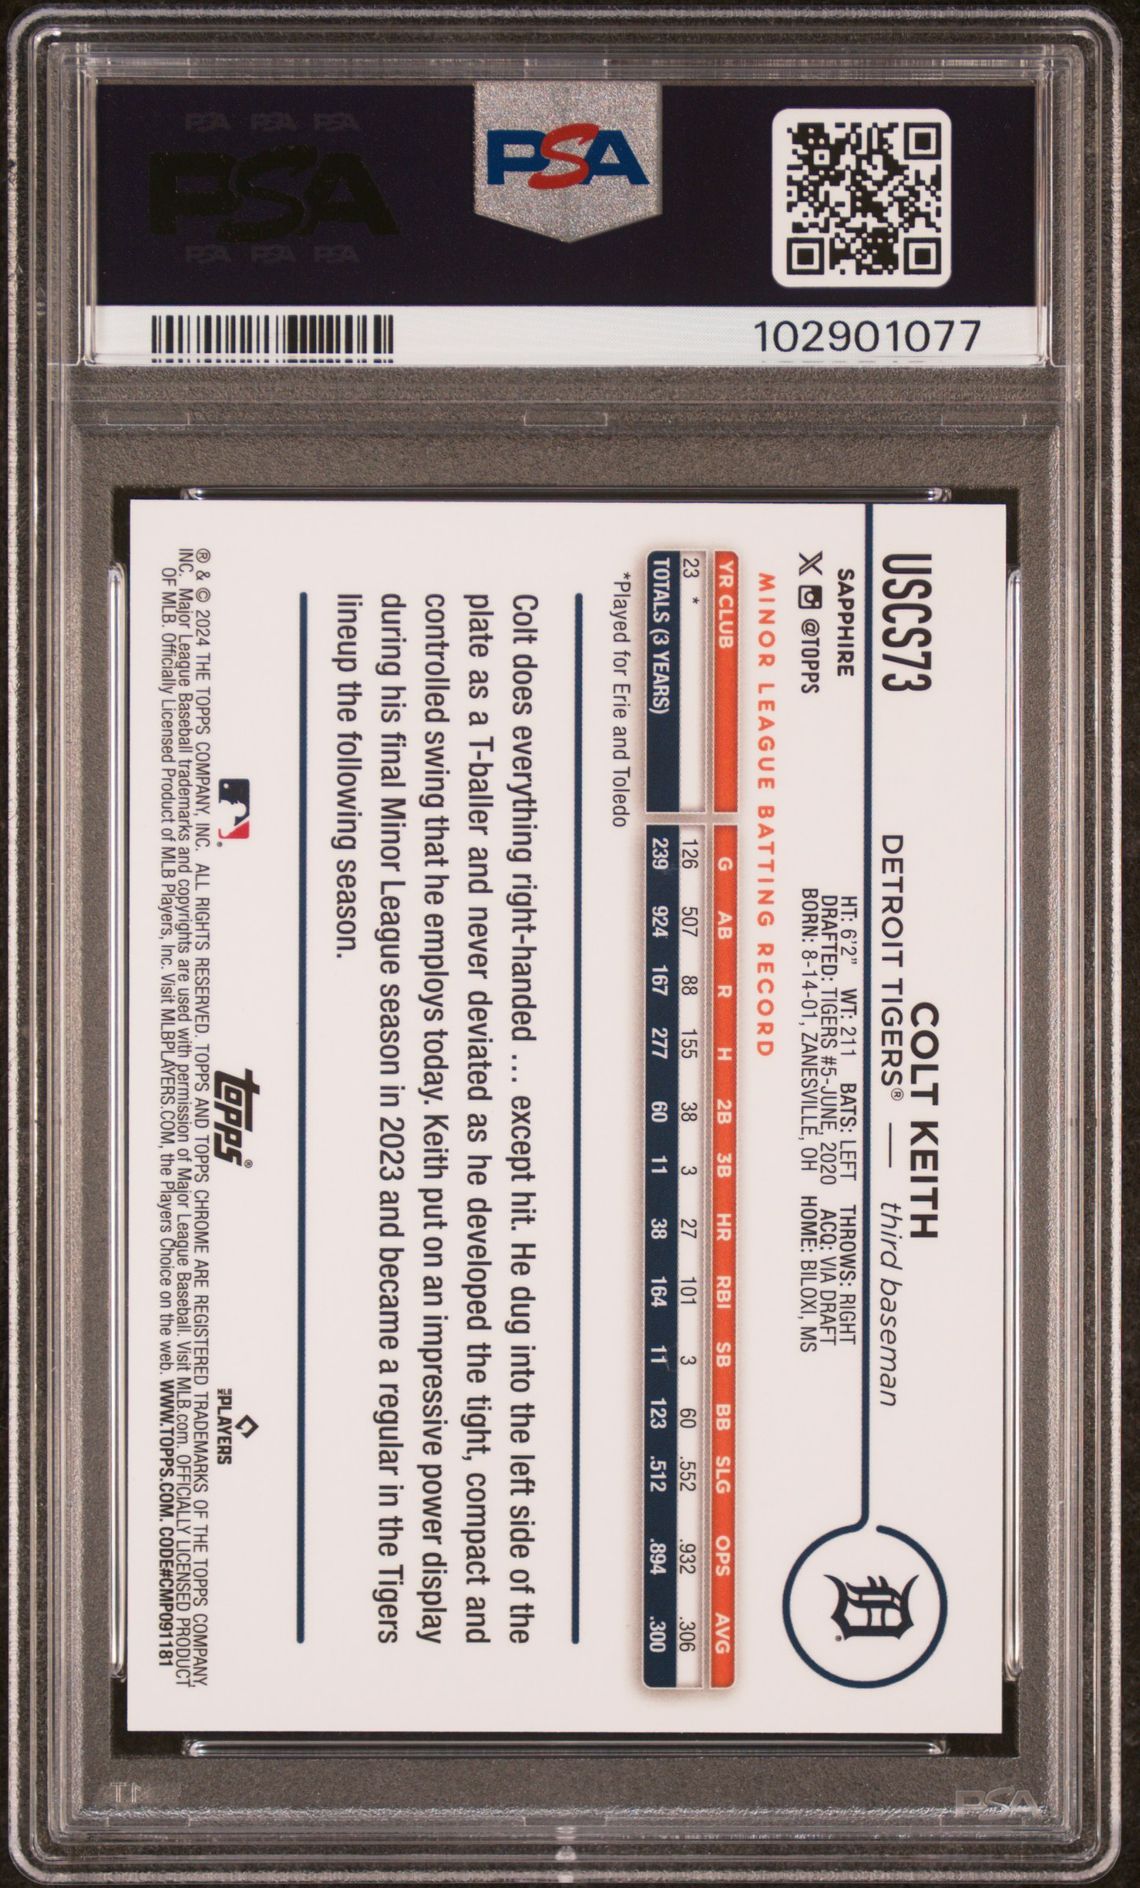 PSA PSA PSA
PSA
PSA PSA PSA
PSA
102901077
USCS73
SAPPHIRE
X @TOPPS
COLT KEITH
DETROIT TIGERS® — third baseman
HT: 6'2" WT: 211 BATS: LEFT THROWS: RIGHT
DRAFTED: TIGERS #5-JUNE, 2020 ACQ: VIA DRAFT
BORN: 8-14-01, ZANESVILLE, OH HOME: BILOXI, MS
D
MINOR LEAGUE BATTING RECORD
YR CLUB G AB R H 2B 3B HR RBI SB BB SLG OPS AVG
23 * 126 507 88 155 38 3 27 101 3 60 .552 .932 .306
TOTALS (3 YEARS) 239 924 167 277 60 11 38 164 11 123 .512 .894 .300
*Played for Erie and Toledo
Colt does everything right-handed … except hit. He dug into the left side of the
plate as a T-baller and never deviated as he developed the tight, compact and
controlled swing that he employs today. Keith put on an impressive power display
during his final Minor League season in 2023 and became a regular in the Tigers
lineup the following season.
topps®
PLAYERS
® & © 2024 THE TOPPS COMPANY, INC. ALL RIGHTS RESERVED. TOPPS AND TOPPS CHROME ARE REGISTERED TRADEMARKS OF THE TOPPS COMPANY,
INC. Major League Baseball trademarks and copyrights are used with permission of Major League Baseball. Visit MLB.com. OFFICIALLY LICENSED PRODUCT
OF MLB. Officially Licensed Product of MLB Players, Inc. Visit MLBPLAYERS.COM, the Players Choice on the web. WWW.TOPPS.COM. CODE#CMP091181
PSA